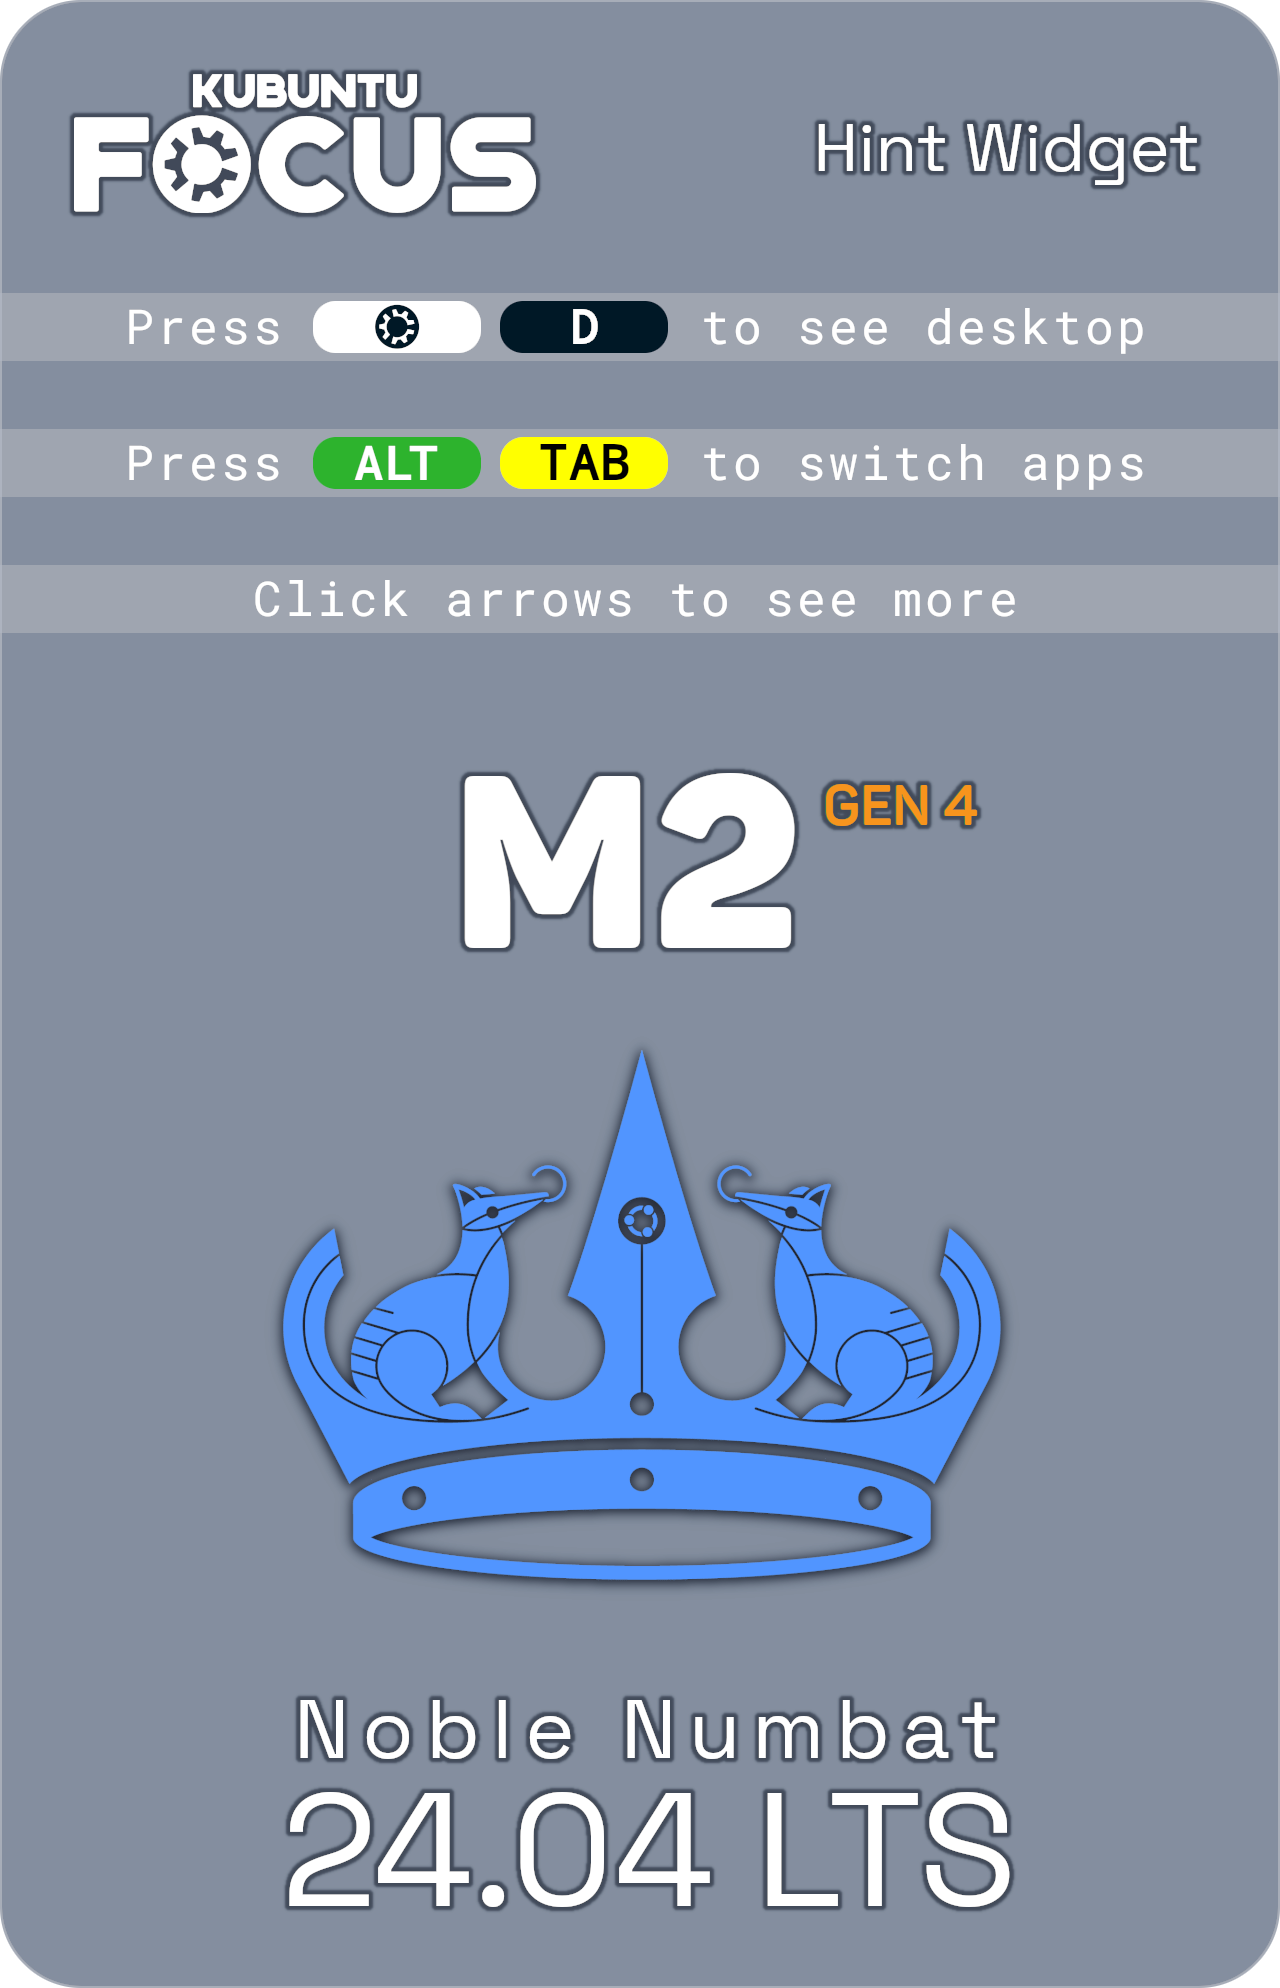 KUBUNTU
FOCUS
Hint Widget
Press D to see desktop
Press ALT TAB to switch apps
Click arrows to see more
M2 GEN 4
Noble Numbat
24.04 LTS